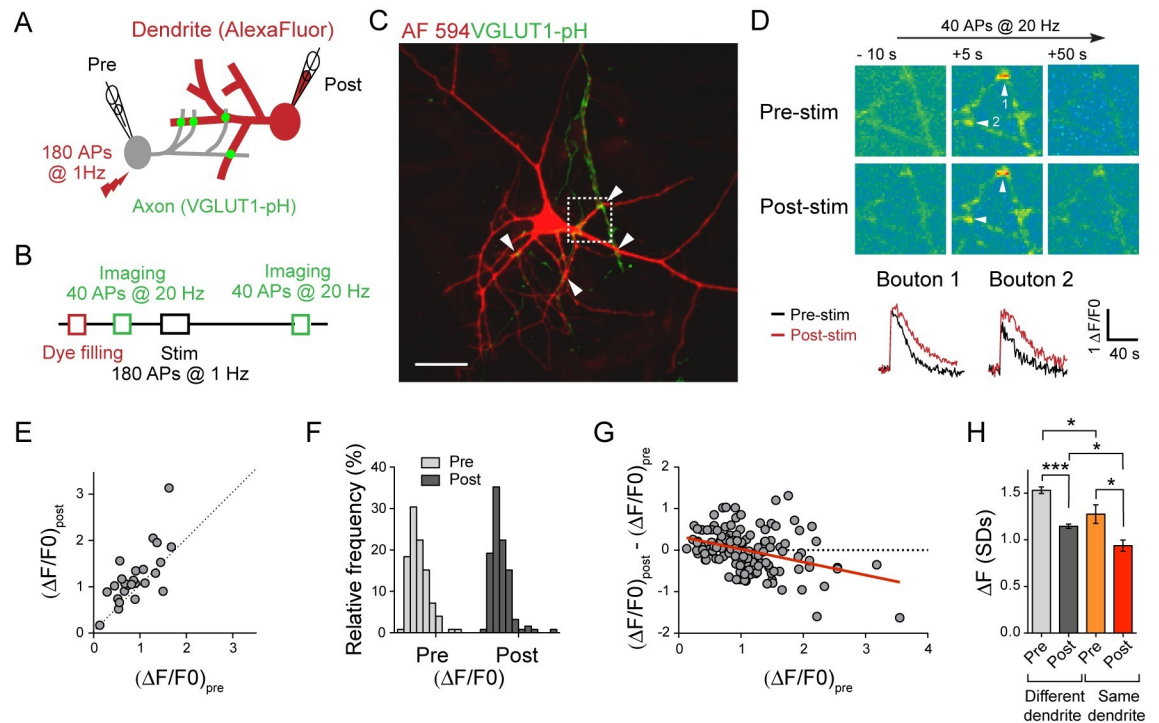 A
Dendrite (AlexaFluor)
Pre
Post
180 APs
@ 1Hz
Axon (VGLUT1-pH)
B
Imaging
40 APs @ 20 Hz
Imaging
40 APs @ 20 Hz
Dye filling
Stim
180 APs @ 1 Hz
C
AF 594VGLUT1-pH
D
40 APs @ 20 Hz
- 10 s
+5 s
+50 s
Pre-stim
1
2
Post-stim
Bouton 1
Bouton 2
Pre-stim
Post-stim
1 ΔF/F0
40 s
E
(ΔF/F0)post
3
2
1
0
0
1
2
3
(ΔF/F0)pre
F
Relative frequency (%)
40
30
20
10
0
Pre
Post
Pre
Post
(ΔF/F0)
G
(ΔF/F0)post - (ΔF/F0)pre
2
1
0
-1
-2
0
1
2
3
4
(ΔF/F0)pre
H
ΔF (SDs)
1.5
1.0
0.5
0.0
*
*
***
*
Pre
Post
Pre
Post
Different
dendrite
Same
dendrite